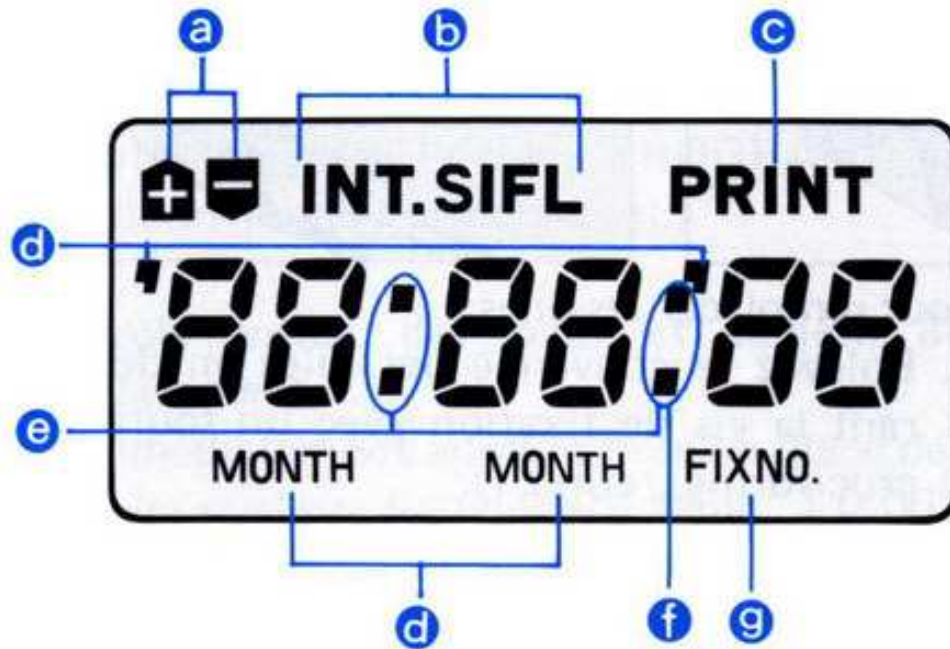 a b c
+ - INT. SIFL PRINT
d
'88:88:'88
e
MONTH MONTH FIXNO.
d f g